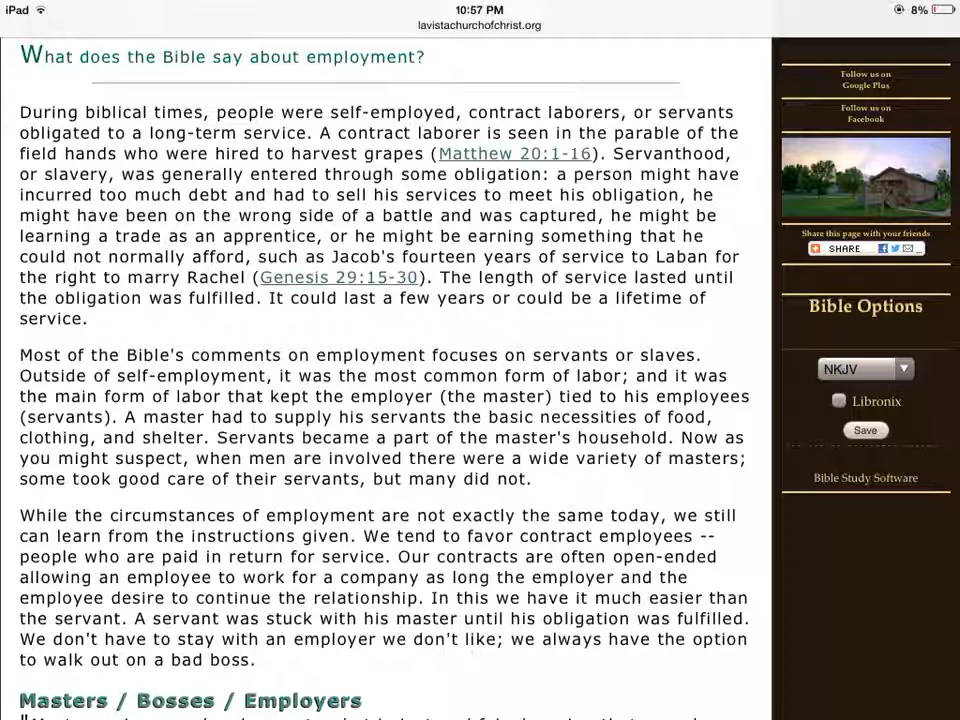 iPad
10:57 PM
8%
lavistachurchofchrist.org
What does the Bible say about employment?
During biblical times, people were self-employed, contract laborers, or servants
obligated to a long-term service. A contract laborer is seen in the parable of the
field hands who were hired to harvest grapes (Matthew 20:1-16). Servanthood,
or slavery, was generally entered through some obligation: a person might have
incurred too much debt and had to sell his services to meet his obligation, he
might have been on the wrong side of a battle and was captured, he might be
learning a trade as an apprentice, or he might be earning something that he
could not normally afford, such as Jacob's fourteen years of service to Laban for
the right to marry Rachel (Genesis 29:15-30). The length of service lasted until
the obligation was fulfilled. It could last a few years or could be a lifetime of
service.
Most of the Bible's comments on employment focuses on servants or slaves.
Outside of self-employment, it was the most common form of labor; and it was
the main form of labor that kept the employer (the master) tied to his employees
(servants). A master had to supply his servants the basic necessities of food,
clothing, and shelter. Servants became a part of the master's household. Now as
you might suspect, when men are involved there were a wide variety of masters;
some took good care of their servants, but many did not.
While the circumstances of employment are not exactly the same today, we still
can learn from the instructions given. We tend to favor contract employees --
people who are paid in return for service. Our contracts are often open-ended
allowing an employee to work for a company as long the employer and the
employee desire to continue the relationship. In this we have it much easier than
the servant. A servant was stuck with his master until his obligation was fulfilled.
We don't have to stay with an employer we don't like; we always have the option
to walk out on a bad boss.
Masters / Bosses / Employers
Follow us on
Google Plus
Follow us on
Facebook
Share this page with your friends
SHARE
Bible Options
NKJV
Libronix
Save
Bible Study Software